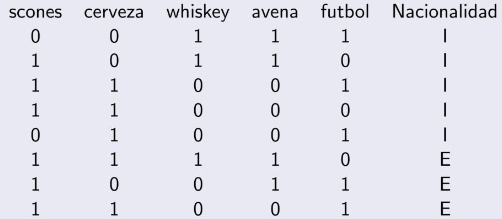 scones cerveza whiskey avena futbol Nacionalidad
0 0 1 1 1 I
1 0 1 1 0 I
1 1 0 0 1 I
1 1 0 0 0 I
0 1 0 0 1 I
1 1 1 1 0 E
1 0 0 1 1 E
1 1 0 0 1 E